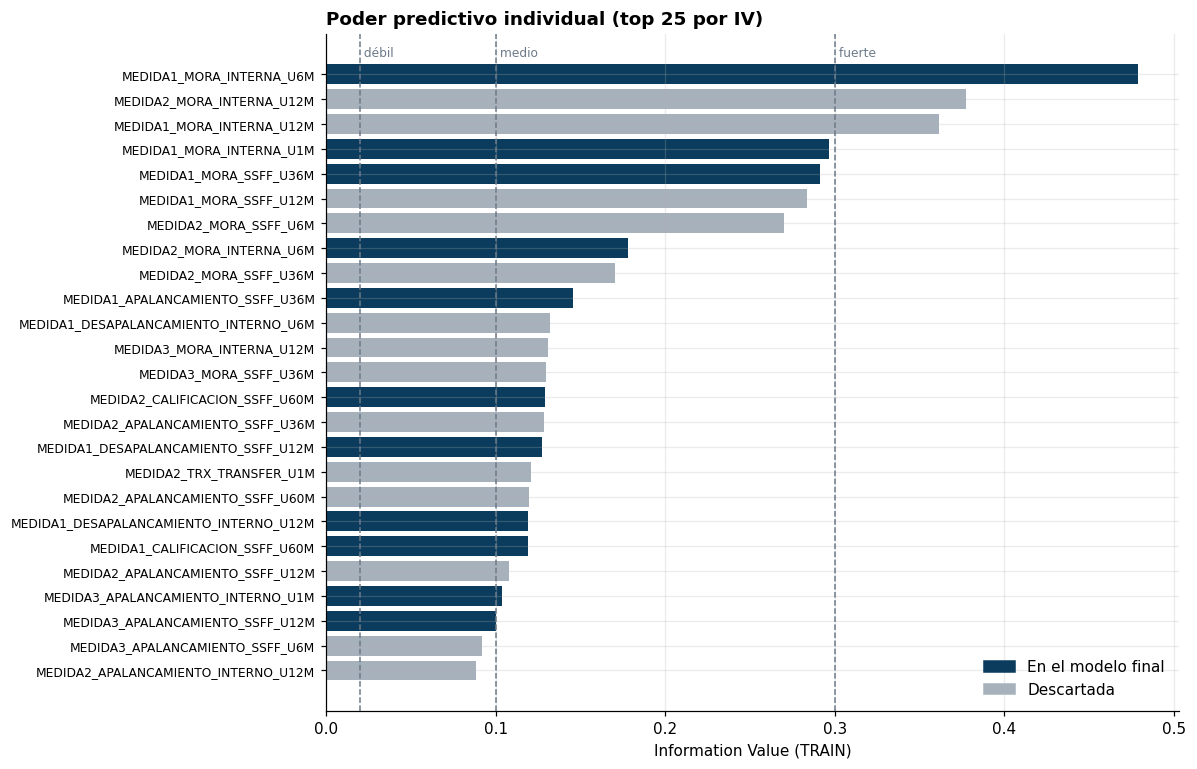 Poder predictivo individual (top 25 por IV)
débil
medio
fuerte
MEDIDA1_MORA_INTERNA_U6M
MEDIDA2_MORA_INTERNA_U12M
MEDIDA1_MORA_INTERNA_U12M
MEDIDA1_MORA_INTERNA_U1M
MEDIDA1_MORA_SSFF_U36M
MEDIDA1_MORA_SSFF_U12M
MEDIDA2_MORA_SSFF_U6M
MEDIDA2_MORA_INTERNA_U6M
MEDIDA2_MORA_SSFF_U36M
MEDIDA1_APALANCAMIENTO_SSFF_U36M
MEDIDA1_DESAPALANCAMIENTO_INTERNO_U6M
MEDIDA3_MORA_INTERNA_U12M
MEDIDA3_MORA_SSFF_U36M
MEDIDA2_CALIFICACION_SSFF_U60M
MEDIDA2_APALANCAMIENTO_SSFF_U36M
MEDIDA1_DESAPALANCAMIENTO_SSFF_U12M
MEDIDA2_TRX_TRANSFER_U1M
MEDIDA2_APALANCAMIENTO_SSFF_U60M
MEDIDA1_DESAPALANCAMIENTO_INTERNO_U12M
MEDIDA1_CALIFICACION_SSFF_U60M
MEDIDA2_APALANCAMIENTO_SSFF_U12M
MEDIDA3_APALANCAMIENTO_INTERNO_U1M
MEDIDA3_APALANCAMIENTO_SSFF_U12M
MEDIDA3_APALANCAMIENTO_SSFF_U6M
MEDIDA2_APALANCAMIENTO_INTERNO_U12M
En el modelo final
Descartada
0.0 0.1 0.2 0.3 0.4 0.5
Information Value (TRAIN)